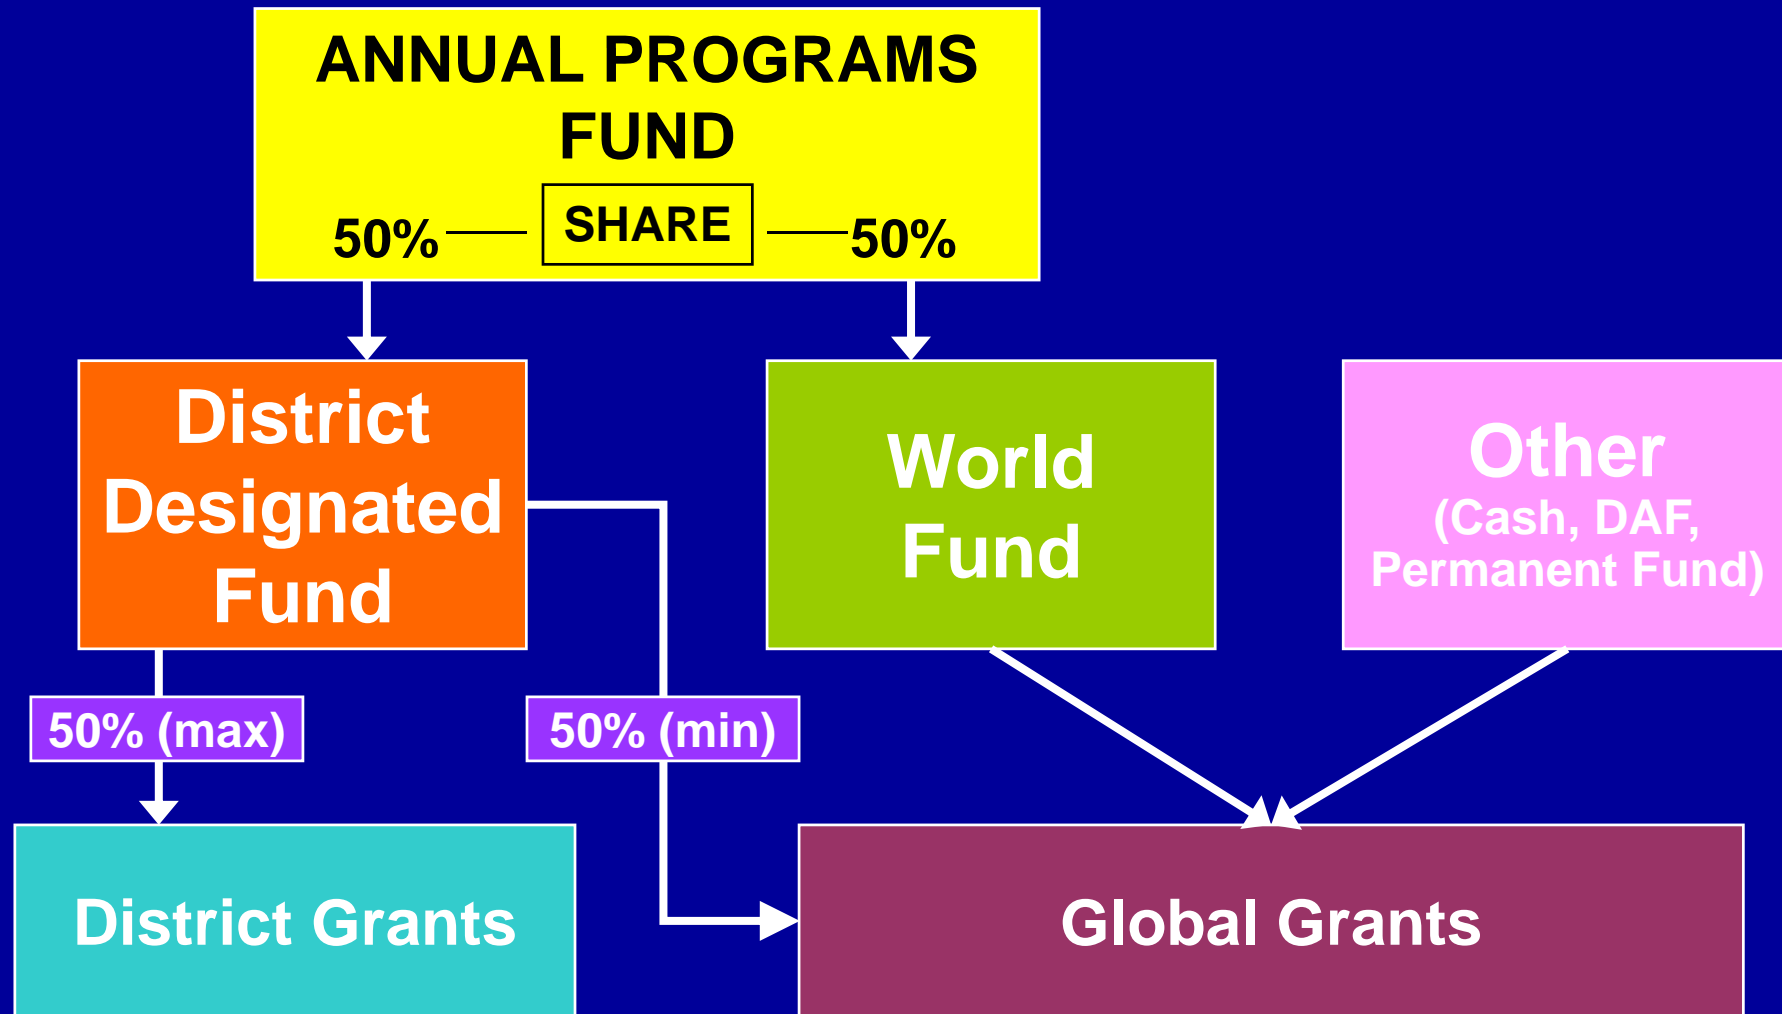 ANNUAL PROGRAMS
FUND
50%
SHARE
50%
District
Designated
Fund
World
Fund
Other
(Cash, DAF,
Permanent Fund)
50% (max)
50% (min)
District Grants
Global Grants